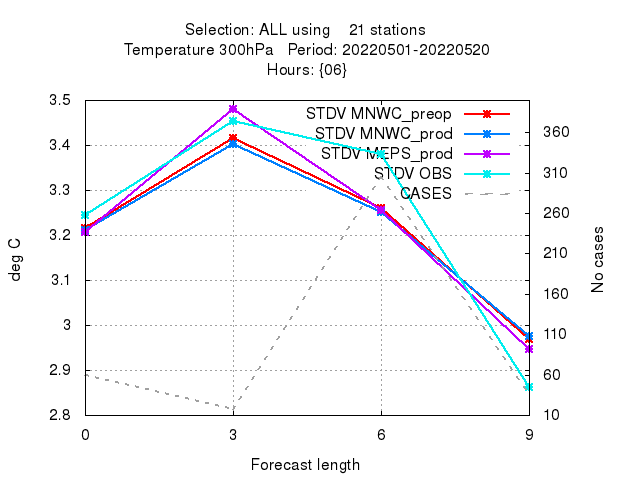 Selection: ALL using    21 stations
Temperature 300hPa   Period: 20220501-20220520
Hours: {06}
STDV MNWC_preop
STDV MNWC_prod
STDV MEPS_prod
STDV OBS
CASES
3.5
3.4
3.3
3.2
3.1
3
2.9
2.8
deg C
360
310
260
210
160
110
60
10
No cases
0 3 6 9
Forecast length